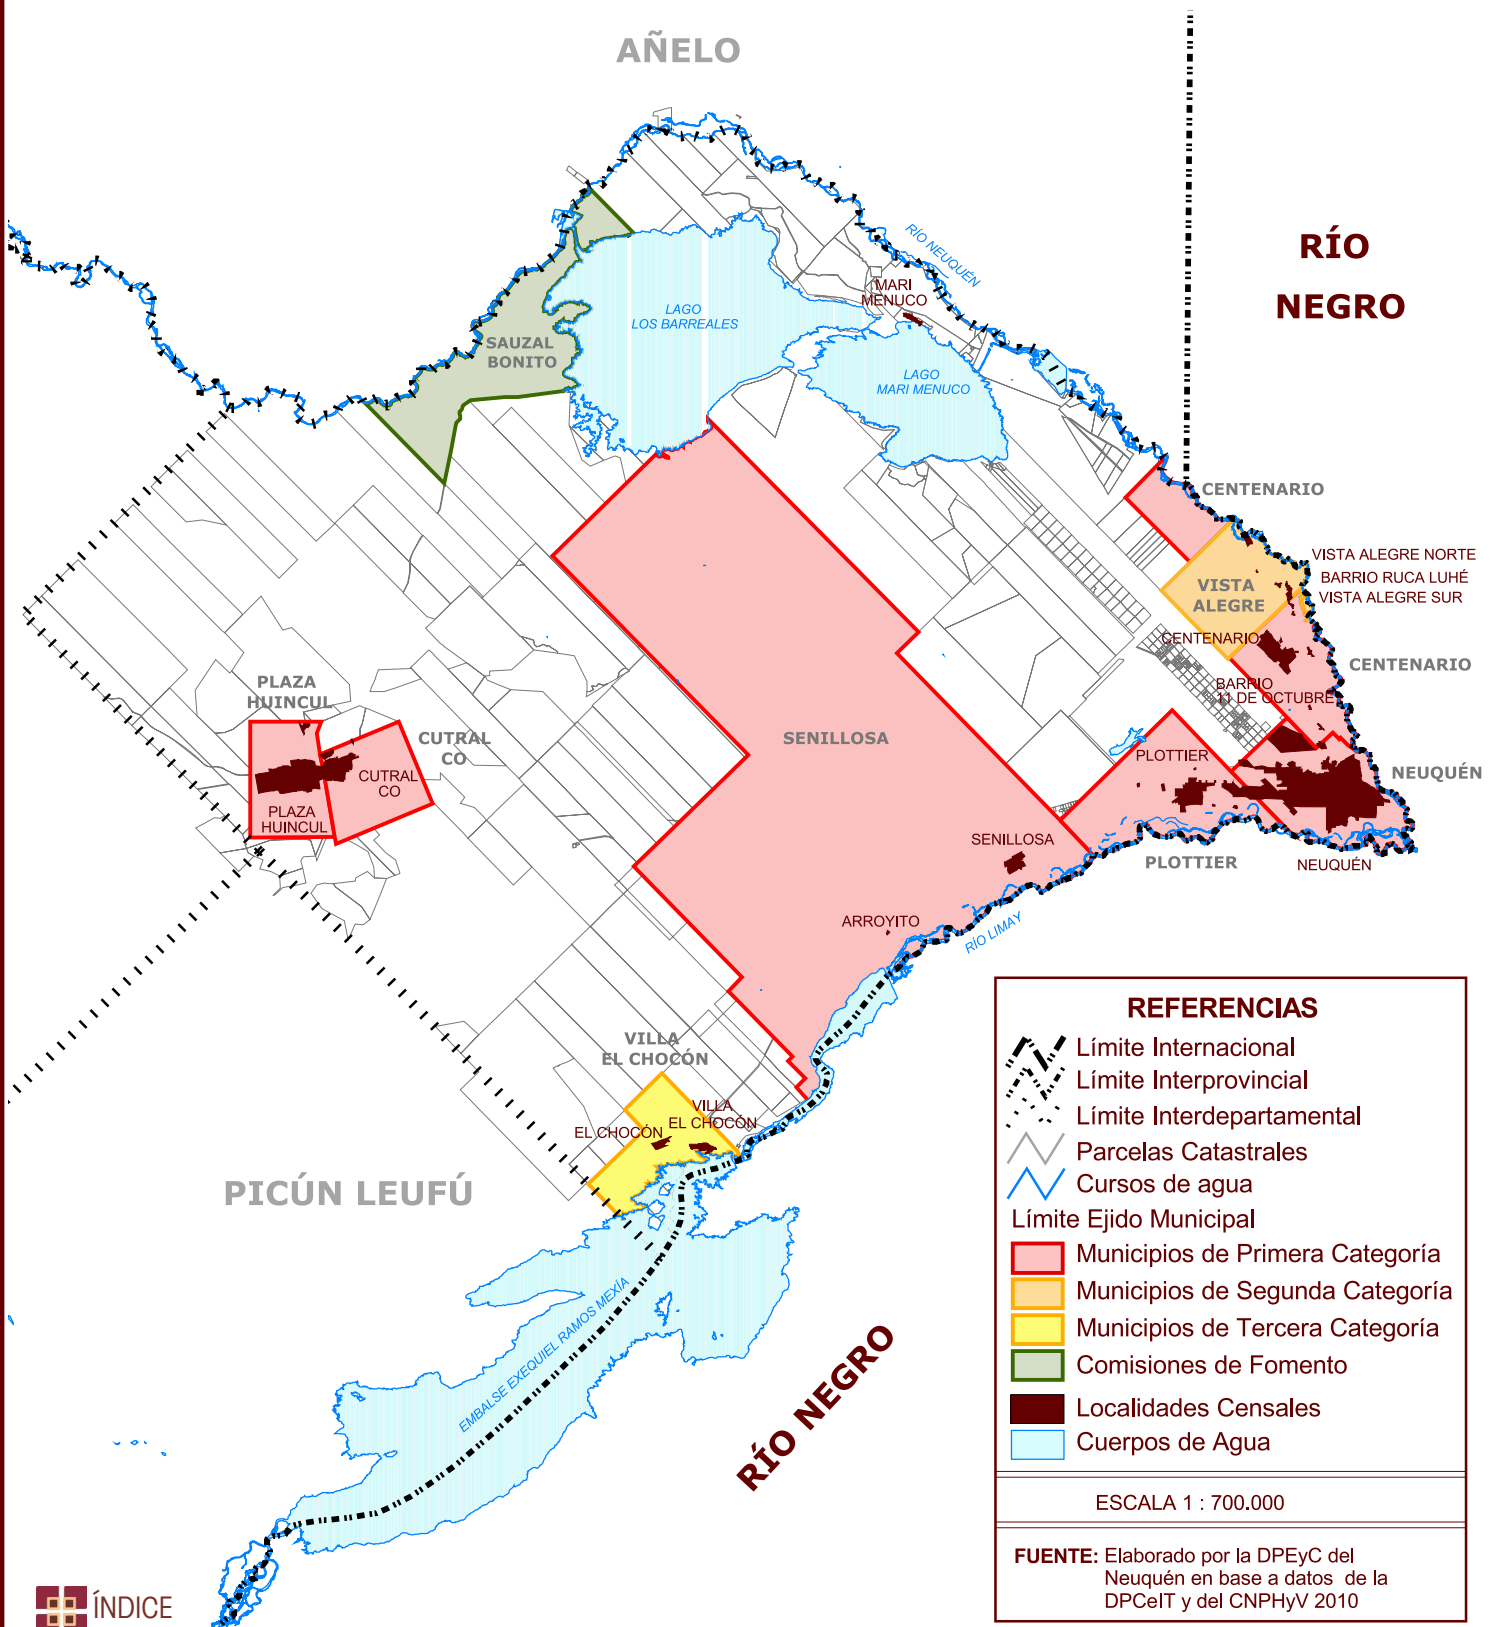 AÑELO
RÍO
NEGRO
RÍO NEUQUÉN
MARI
MENUCO
LAGO
LOS BARREALES
SAUZAL
BONITO
LAGO
MARI MENUCO
CENTENARIO
VISTA ALEGRE NORTE
BARRIO RUCA LUHÉ
VISTA ALEGRE SUR
VISTA
ALEGRE
CENTENARIO
CENTENARIO
BARRIO
11 DE OCTUBRE
PLAZA
HUINCUL
CUTRAL
CO
SENILLOSA
PLOTTIER
NEUQUÉN
CUTRAL
CO
PLAZA
HUINCUL
SENILLOSA
PLOTTIER
NEUQUÉN
ARROYITO
RÍO LIMAY
VILLA
EL CHOCÓN
VILLA
EL CHOCÓN
EL CHOCÓN
PICÚN LEUFÚ
EMBALSE EXEQUIEL RAMOS MEXÍA
RÍO NEGRO
REFERENCIAS
Límite Internacional
Límite Interprovincial
Límite Interdepartamental
Parcelas Catastrales
Cursos de agua
Límite Ejido Municipal
Municipios de Primera Categoría
Municipios de Segunda Categoría
Municipios de Tercera Categoría
Comisiones de Fomento
Localidades Censales
Cuerpos de Agua
ESCALA 1 : 700.000
FUENTE: Elaborado por la DPEyC del
Neuquén en base a datos de la
DPCeIT y del CNPHyV 2010
ÍNDICE